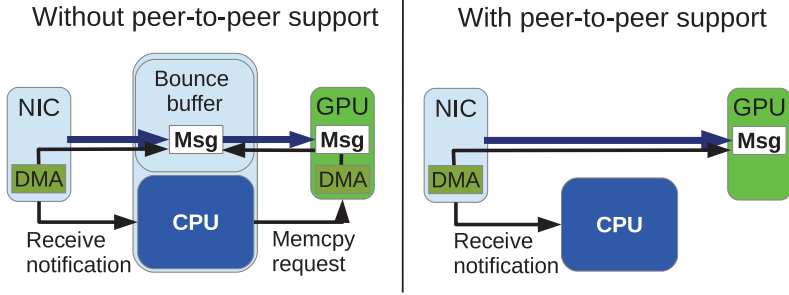 Without peer-to-peer support
Bounce
buffer
NIC
GPU
Msg
Msg
DMA
DMA
CPU
Receive
notification
Memcpy
request
With peer-to-peer support
NIC
GPU
Msg
DMA
CPU
Receive
notification